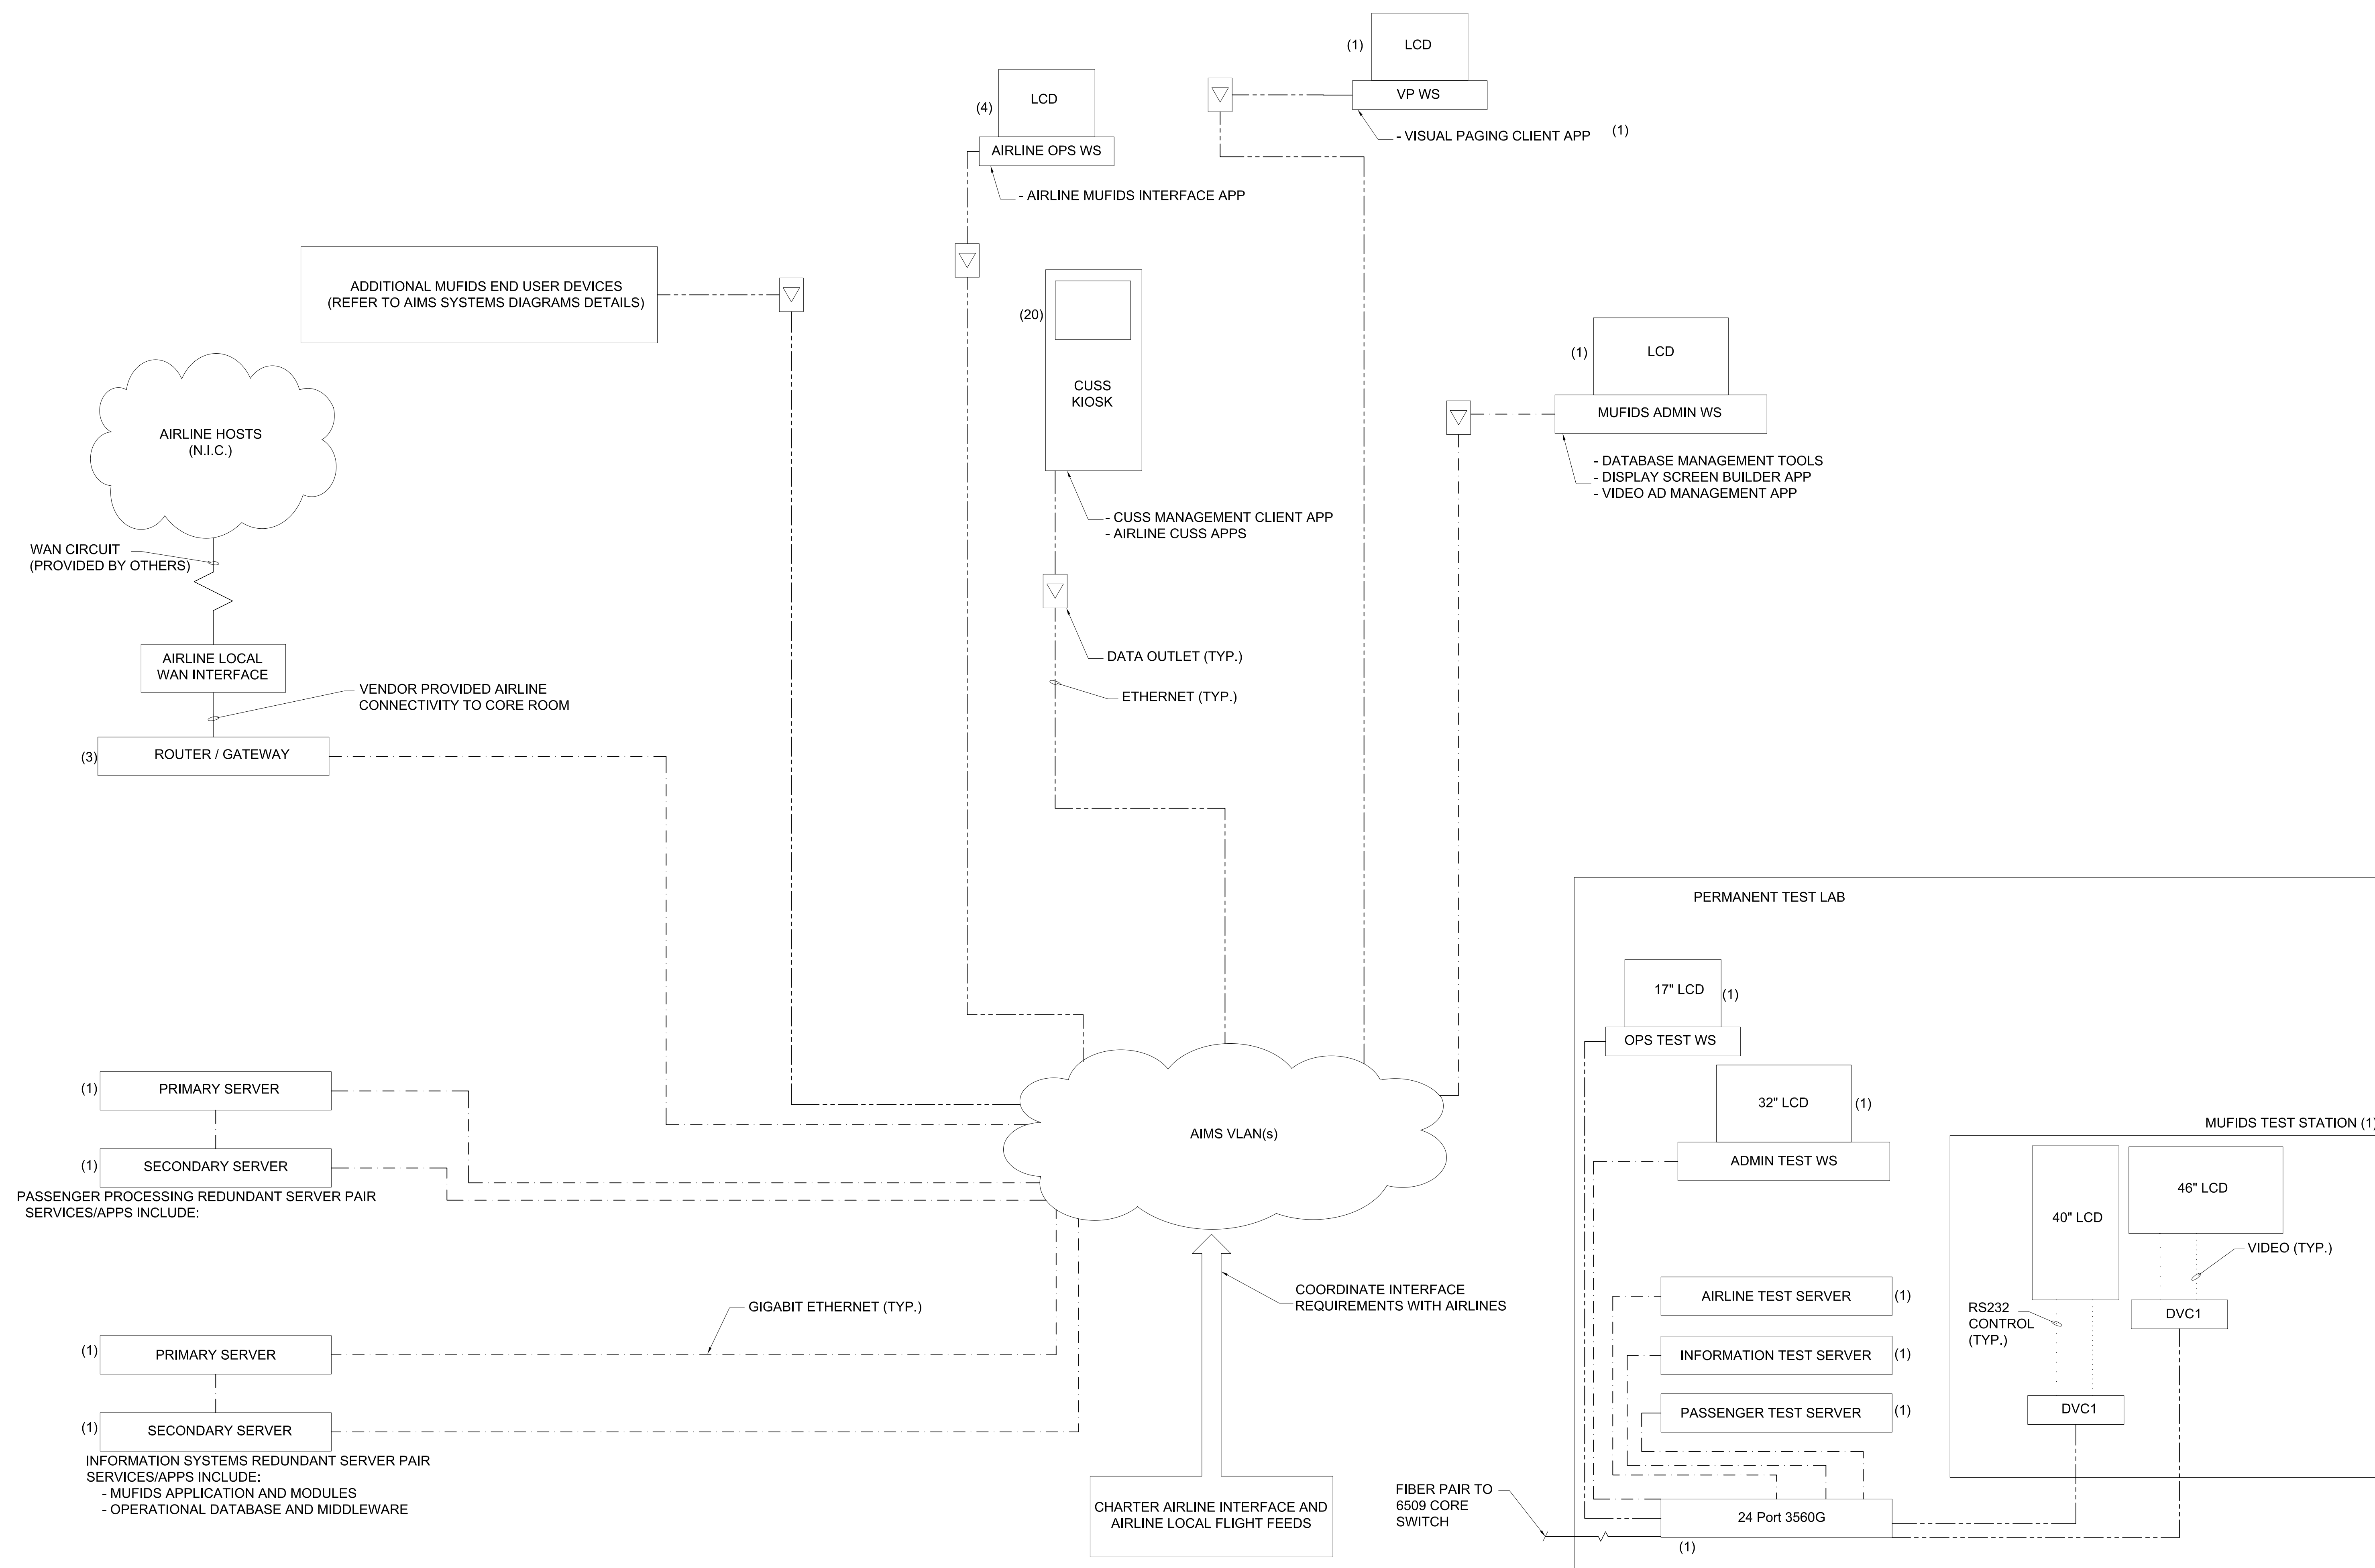 (1)
LCD
VP WS
- VISUAL PAGING CLIENT APP
(1)
(4)
LCD
AIRLINE OPS WS
- AIRLINE MUFIDS INTERFACE APP
ADDITIONAL MUFIDS END USER DEVICES
(REFER TO AIMS SYSTEMS DIAGRAMS DETAILS)
(20)
CUSS
KIOSK
- CUSS MANAGEMENT CLIENT APP
- AIRLINE CUSS APPS
DATA OUTLET (TYP.)
ETHERNET (TYP.)
(1)
LCD
MUFIDS ADMIN WS
- DATABASE MANAGEMENT TOOLS
- DISPLAY SCREEN BUILDER APP
- VIDEO AD MANAGEMENT APP
AIRLINE HOSTS
(N.I.C.)
WAN CIRCUIT
(PROVIDED BY OTHERS)
AIRLINE LOCAL
WAN INTERFACE
VENDOR PROVIDED AIRLINE
CONNECTIVITY TO CORE ROOM
(3)
ROUTER / GATEWAY
(1)
PRIMARY SERVER
(1)
SECONDARY SERVER
PASSENGER PROCESSING REDUNDANT SERVER PAIR
SERVICES/APPS INCLUDE:
AIMS VLAN(s)
GIGABIT ETHERNET (TYP.)
(1)
PRIMARY SERVER
(1)
SECONDARY SERVER
INFORMATION SYSTEMS REDUNDANT SERVER PAIR
SERVICES/APPS INCLUDE:
- MUFIDS APPLICATION AND MODULES
- OPERATIONAL DATABASE AND MIDDLEWARE
COORDINATE INTERFACE
REQUIREMENTS WITH AIRLINES
CHARTER AIRLINE INTERFACE AND
AIRLINE LOCAL FLIGHT FEEDS
PERMANENT TEST LAB
17" LCD
(1)
OPS TEST WS
32" LCD
(1)
ADMIN TEST WS
MUFIDS TEST STATION (1)
40" LCD
46" LCD
VIDEO (TYP.)
RS232
CONTROL
(TYP.)
DVC1
DVC1
AIRLINE TEST SERVER
(1)
INFORMATION TEST SERVER
(1)
PASSENGER TEST SERVER
(1)
FIBER PAIR TO
6509 CORE
SWITCH
24 Port 3560G
(1)